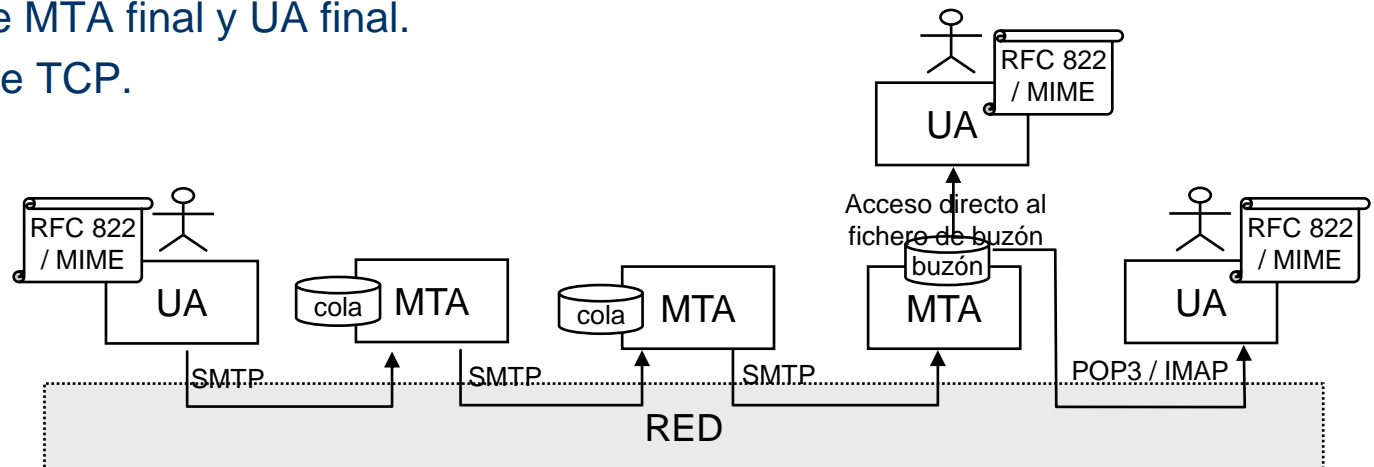 e MTA final y UA final.
e TCP.
RFC 822
/ MIME
UA
Acceso directo al
fichero de buzón
buzón
RFC 822
/ MIME
UA
cola
MTA
cola
MTA
MTA
RFC 822
/ MIME
UA
SMTP
SMTP
SMTP
POP3 / IMAP
RED